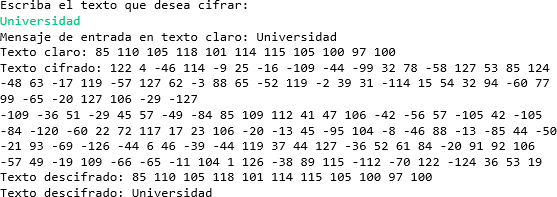 Escriba el texto que desea cifrar:
Universidad
Mensaje de entrada en texto claro: Universidad
Texto claro: 85 110 105 118 101 114 115 105 100 97 100
Texto cifrado: 122 4 -46 114 -9 25 -16 -109 -44 -99 32 78 -58 127 53 85 124
-48 63 -17 119 -57 127 62 -3 88 65 -52 119 -2 39 31 -114 15 54 32 94 -60 77
99 -65 -20 127 106 -29 -127
-109 -36 51 -29 45 57 -49 -84 85 109 112 41 47 106 -42 -56 57 -105 42 -105
-84 -120 -60 22 72 117 17 23 106 -20 -13 45 -95 104 -8 -46 88 -13 -85 44 -50
-21 93 -69 -126 -44 6 46 -39 -44 119 37 44 127 -36 52 61 84 -20 91 92 106
-57 49 -19 109 -66 -65 -11 104 1 126 -38 89 115 -112 -70 122 -124 36 53 19
Texto descifrado: 85 110 105 118 101 114 115 105 100 97 100
Texto descifrado: Universidad